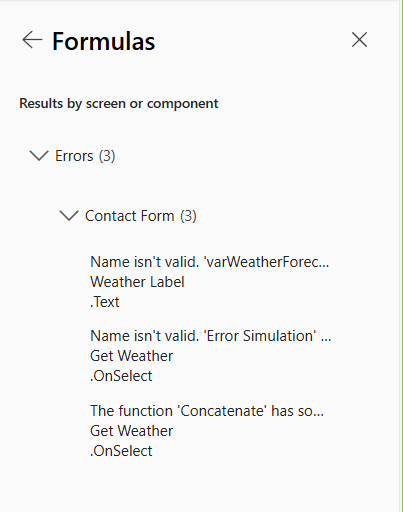 Formulas
Results by screen or component
Errors (3)
Contact Form (3)
Name isn't valid. 'varWeatherForec...
Weather Label
.Text
Name isn't valid. 'Error Simulation' ...
Get Weather
.OnSelect
The function 'Concatenate' has so...
Get Weather
.OnSelect